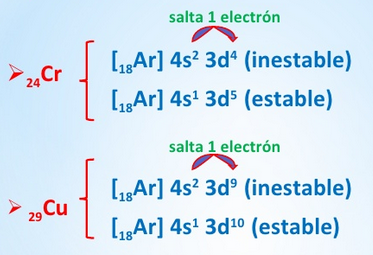 salta 1 electrón
[₁₈Ar] 4s² 3d⁴ (inestable)
₂₄Cr
[₁₈Ar] 4s¹ 3d⁵ (estable)
salta 1 electrón
[₁₈Ar] 4s² 3d⁹ (inestable)
₂₉Cu
[₁₈Ar] 4s¹ 3d¹⁰ (estable)